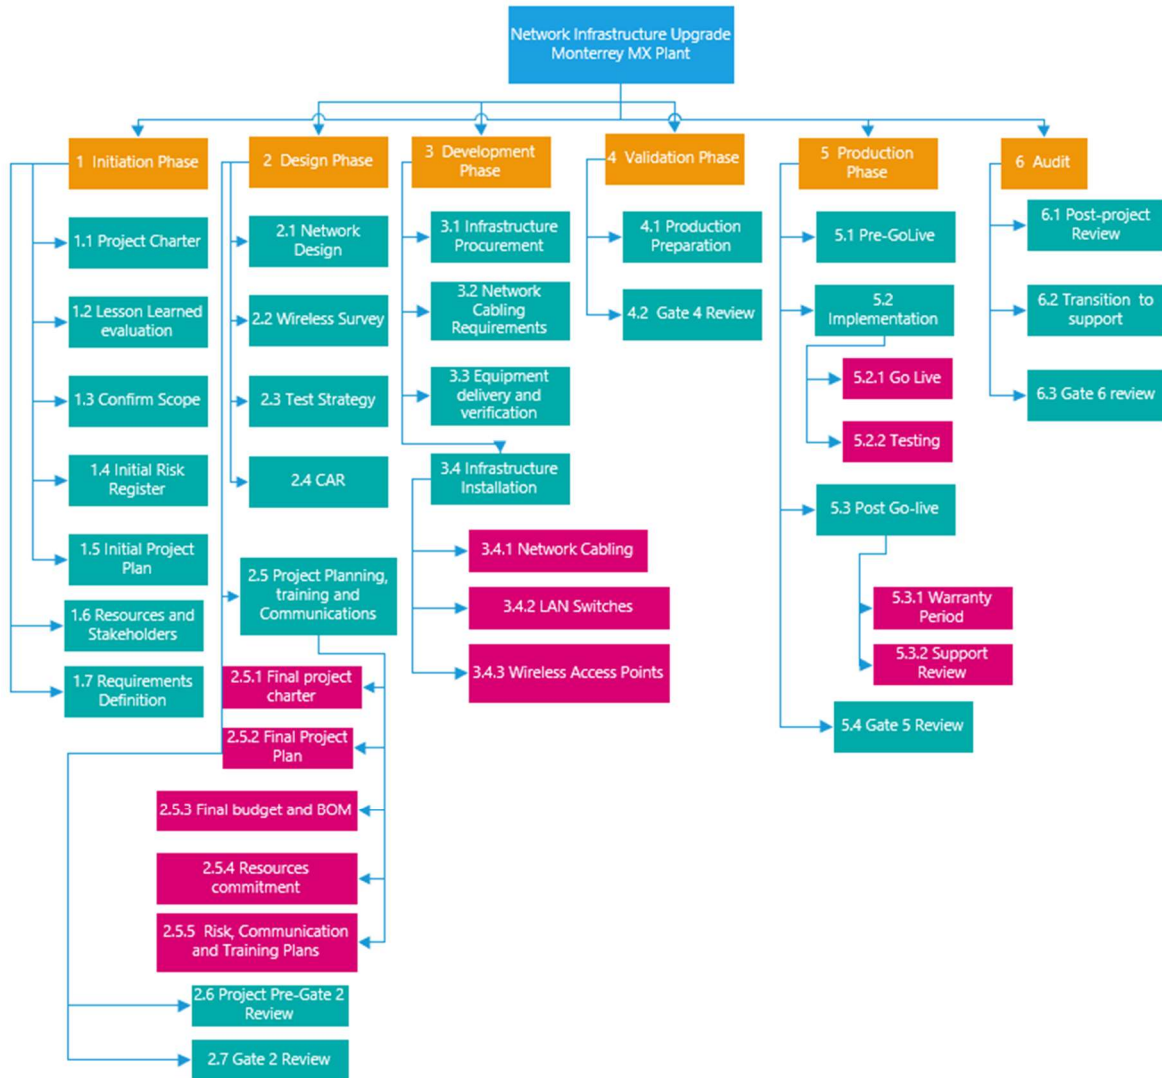 Network Infrastructure Upgrade
Monterrey MX Plant
1 Initiation Phase
1.1 Project Charter
1.2 Lesson Learned
evaluation
1.3 Confirm Scope
1.4 Initial Risk
Register
1.5 Initial Project
Plan
1.6 Resources and
Stakeholders
1.7 Requirements
Definition
2 Design Phase
2.1 Network
Design
2.2 Wireless Survey
2.3 Test Strategy
2.4 CAR
2.5 Project Planning,
training and
Communications
2.5.1 Final project
charter
2.5.2 Final Project
Plan
2.5.3 Final budget and BOM
2.5.4 Resources
commitment
2.5.5 Risk, Communication
and Training Plans
2.6 Project Pre-Gate 2
Review
2.7 Gate 2 Review
3 Development
Phase
3.1 Infrastructure
Procurement
3.2 Network
Cabling
Requirements
3.3 Equipment
delivery and
verification
3.4 Infrastructure
Installation
3.4.1 Network Cabling
3.4.2 LAN Switches
3.4.3 Wireless Access Points
4 Validation Phase
4.1 Production
Preparation
4.2 Gate 4 Review
5 Production
Phase
5.1 Pre-GoLive
5.2
Implementation
5.2.1 Go Live
5.2.2 Testing
5.3 Post Go-live
5.3.1 Warranty
Period
5.3.2 Support
Review
5.4 Gate 5 Review
6 Audit
6.1 Post-project
Review
6.2 Transition to
support
6.3 Gate 6 review